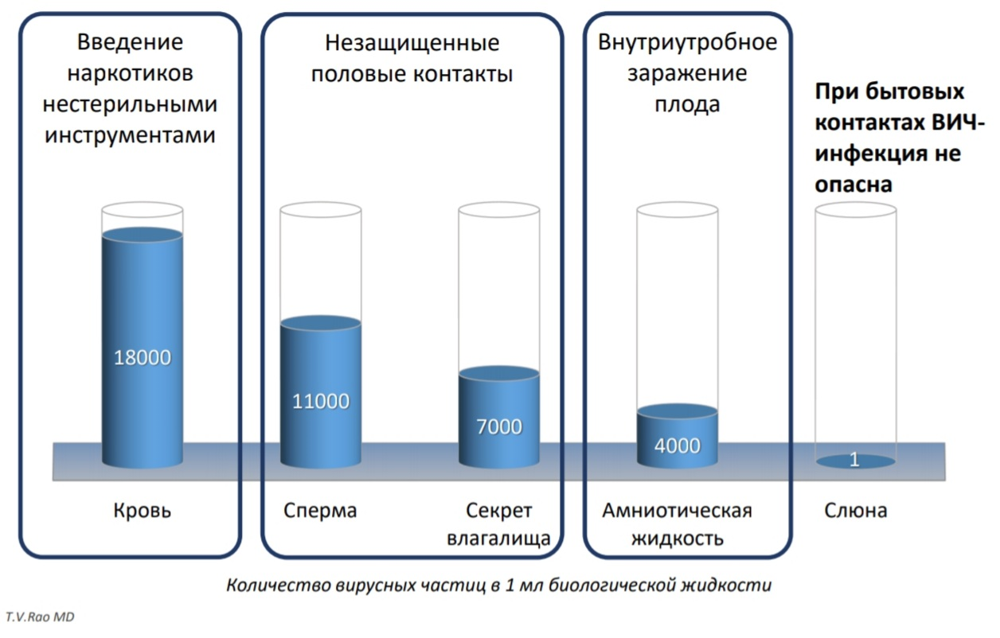 Введение
наркотиков
нестерильными
инструментами
Незащищенные
половые контакты
Внутриутробное
заражение
плода
При бытовых
контактах ВИЧ-
инфекция не
опасна
18000
11000
7000
4000
1
Кровь
Сперма
Секрет
влагалища
Амниотическая
жидкость
Слюна
Количество вирусных частиц в 1 мл биологической жидкости
T.V.Rao MD